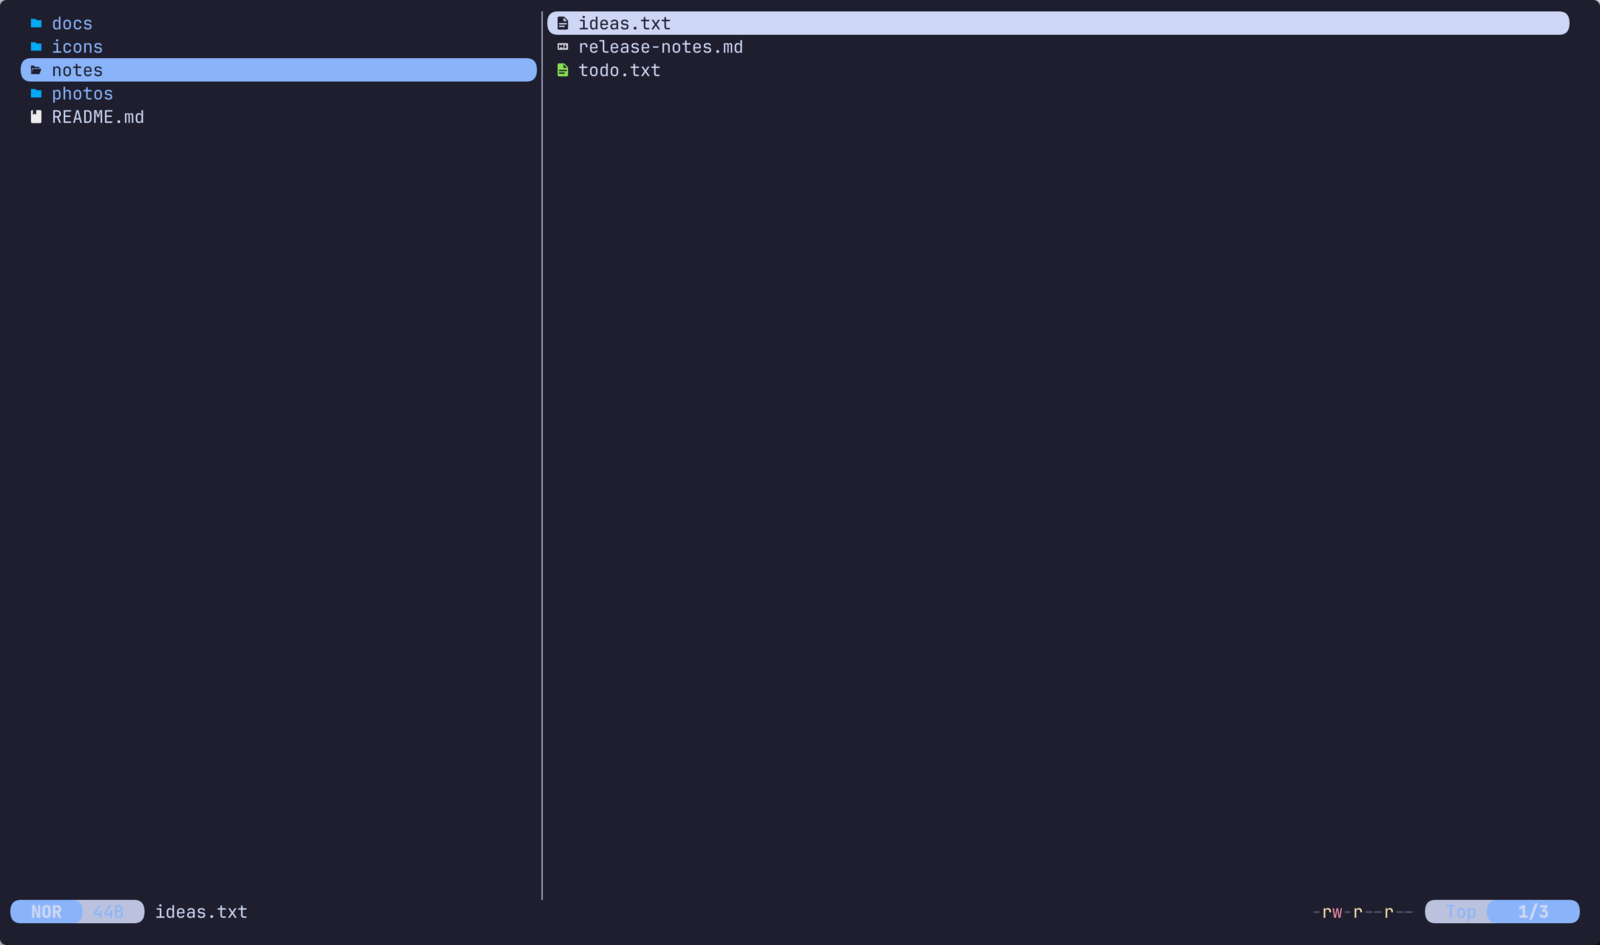 docs
icons
notes
photos
README.md
ideas.txt
release-notes.md
todo.txt
NOR 44B ideas.txt
-rw-r--r-- Top 1/3